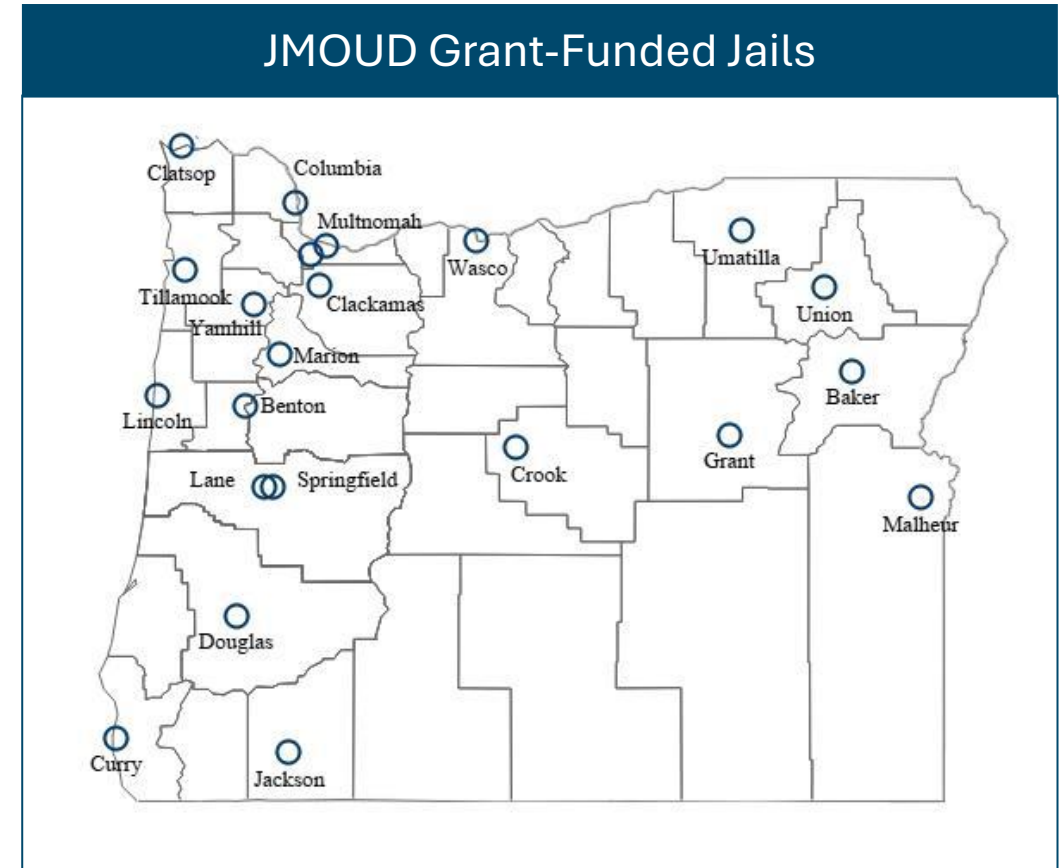 JMOUD Grant-Funded Jails
Clatsop
Columbia
Multnomah
Wasco
Umatilla
Tillamook
Clackamas
Union
Yamhill
Marion
Baker
Lincoln
Benton
Grant
Crook
Lane
Springfield
Malheur
Douglas
Curry
Jackson